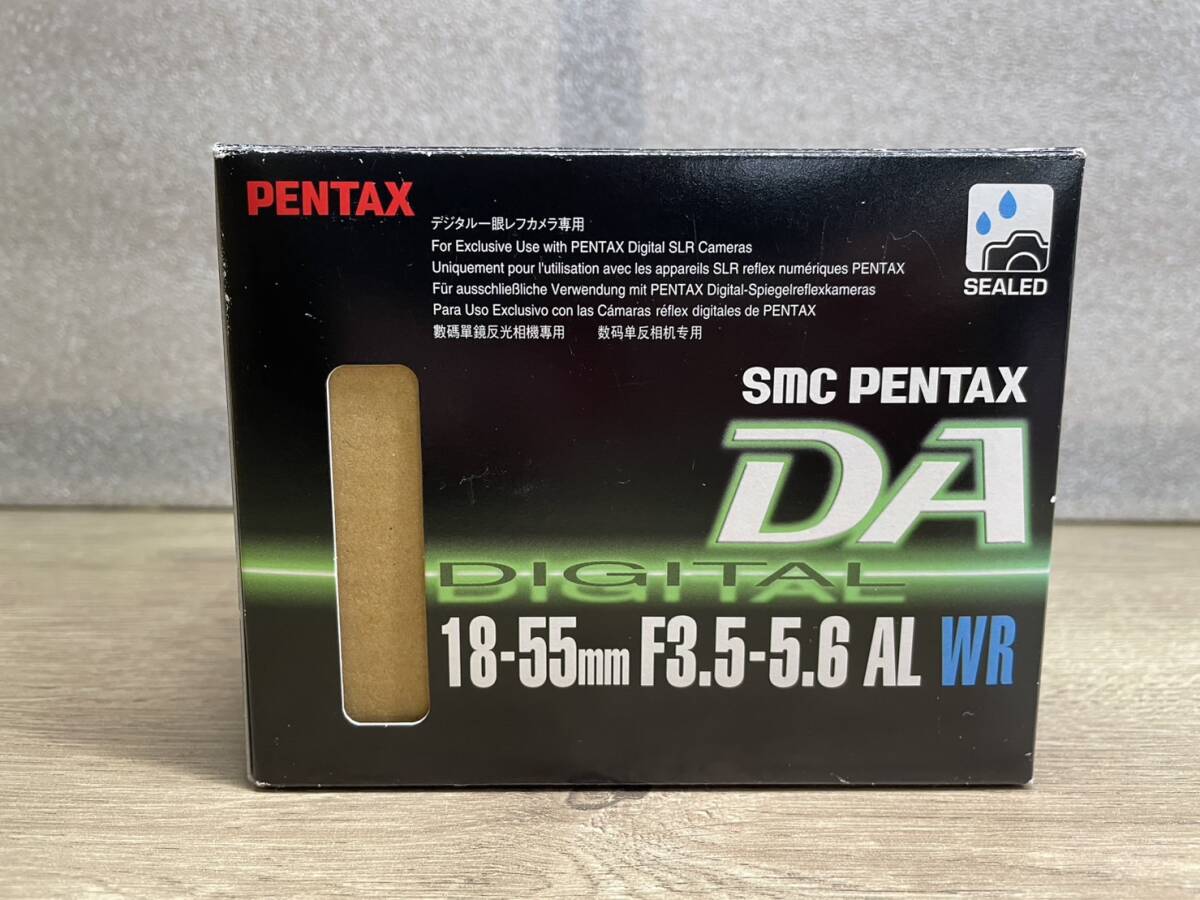 PENTAX
デジタル一眼レフカメラ専用
For Exclusive Use with PENTAX Digital SLR Cameras
Uniquement pour l'utilisation avec les appareils SLR reflex numériques PENTAX
Für ausschließliche Verwendung mit PENTAX Digital-Spiegelreflexkameras
Para Uso Exclusivo con las Cámaras réflex digitales de PENTAX
數碼單鏡反光相機專用 数码单反相机专用
SEALED
smc PENTAX
DA
DIGITAL
18-55mm F3.5-5.6 AL WR